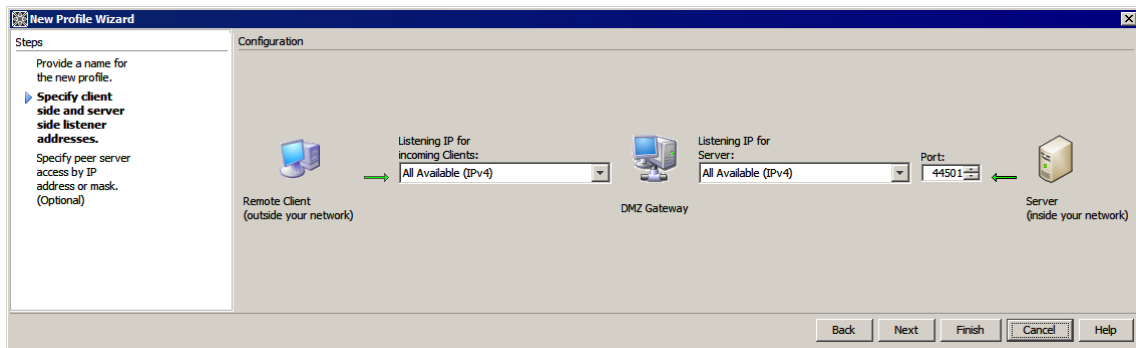 New Profile Wizard
Steps
Provide a name for
the new profile.
Specify client
side and server
side listener
addresses.
Specify peer server
access by IP
address or mask.
(Optional)
Configuration
Remote Client
(outside your network)
Listening IP for
incoming Clients:
All Available (IPv4)
DMZ Gateway
Listening IP for
Server:
All Available (IPv4)
Port:
44501
Server
(inside your network)
Back
Next
Finish
Cancel
Help